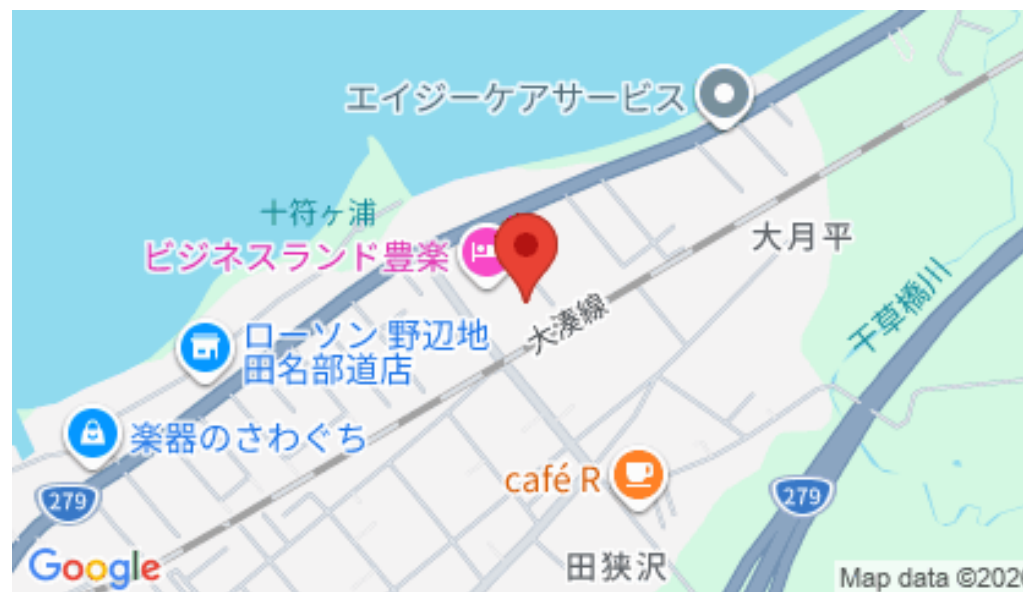 エイジーケアサービス
十符ヶ浦
ビジネスランド豊楽
大月平
大湊線
千草橋川
ローソン 野辺地
田名部道店
楽器のさわぐち
café R
279
279
田狭沢
Google
Map data ©202